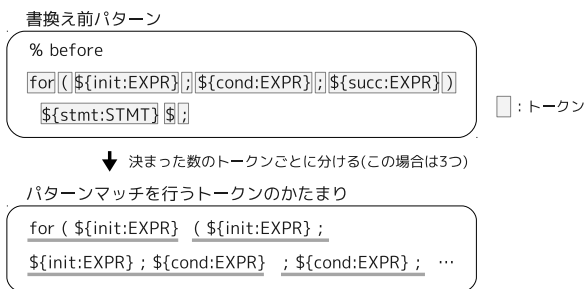 書換え前パターン
% before
for ( ${init:EXPR} ; ${cond:EXPR} ; ${succ:EXPR} )
${stmt:STMT} $ ;
: トークン
決まった数のトークンごとに分ける(この場合は3つ)
パターンマッチを行うトークンのかたまり
for ( ${init:EXPR} ( ${init:EXPR} ;
${init:EXPR} ; ${cond:EXPR} ; ${cond:EXPR} ; …